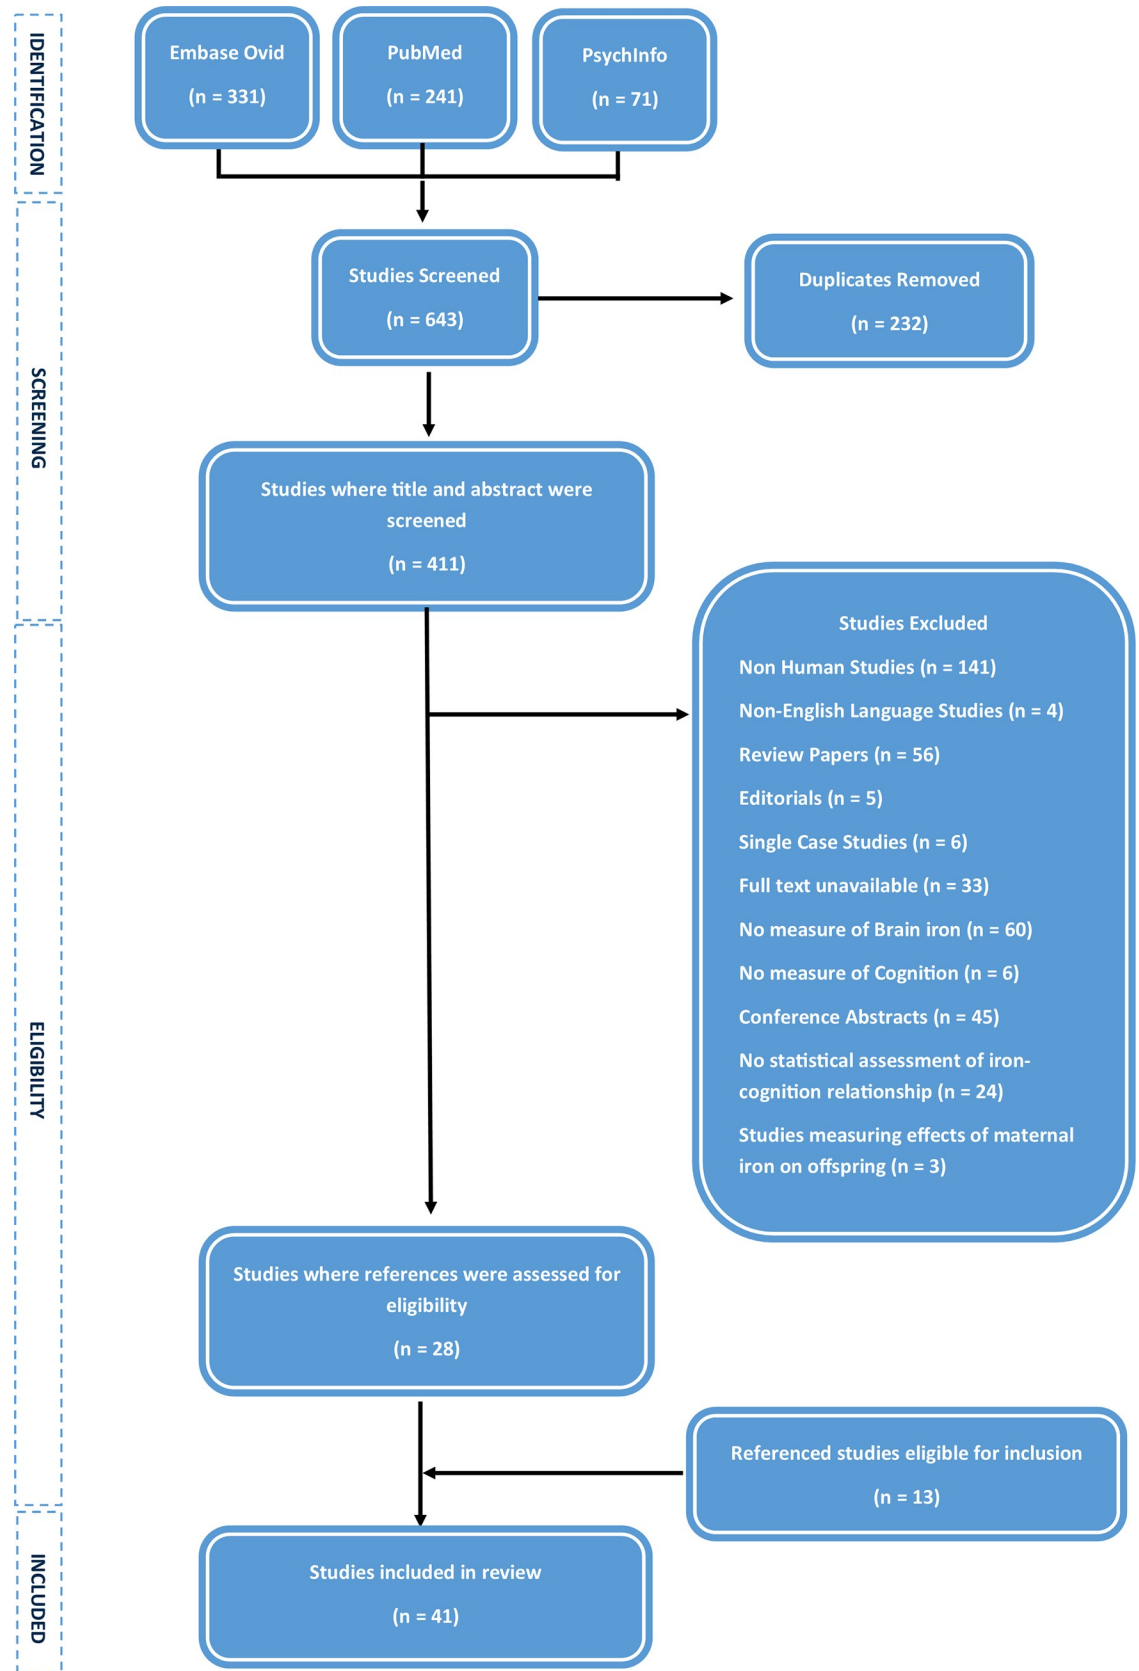 IDENTIFICATION
Embase Ovid
(n = 331)
PubMed
(n = 241)
PsychInfo
(n = 71)
SCREENING
Studies Screened
(n = 643)
Duplicates Removed
(n = 232)
Studies where title and abstract were
screened
(n = 411)
ELIGIBILITY
Studies Excluded
Non Human Studies (n = 141)
Non-English Language Studies (n = 4)
Review Papers (n = 56)
Editorials (n = 5)
Single Case Studies (n = 6)
Full text unavailable (n = 33)
No measure of Brain iron (n = 60)
No measure of Cognition (n = 6)
Conference Abstracts (n = 45)
No statistical assessment of iron-
cognition relationship (n = 24)
Studies measuring effects of maternal
iron on offspring (n = 3)
Studies where references were assessed for
eligibility
(n = 28)
Referenced studies eligible for inclusion
(n = 13)
INCLUDED
Studies included in review
(n = 41)